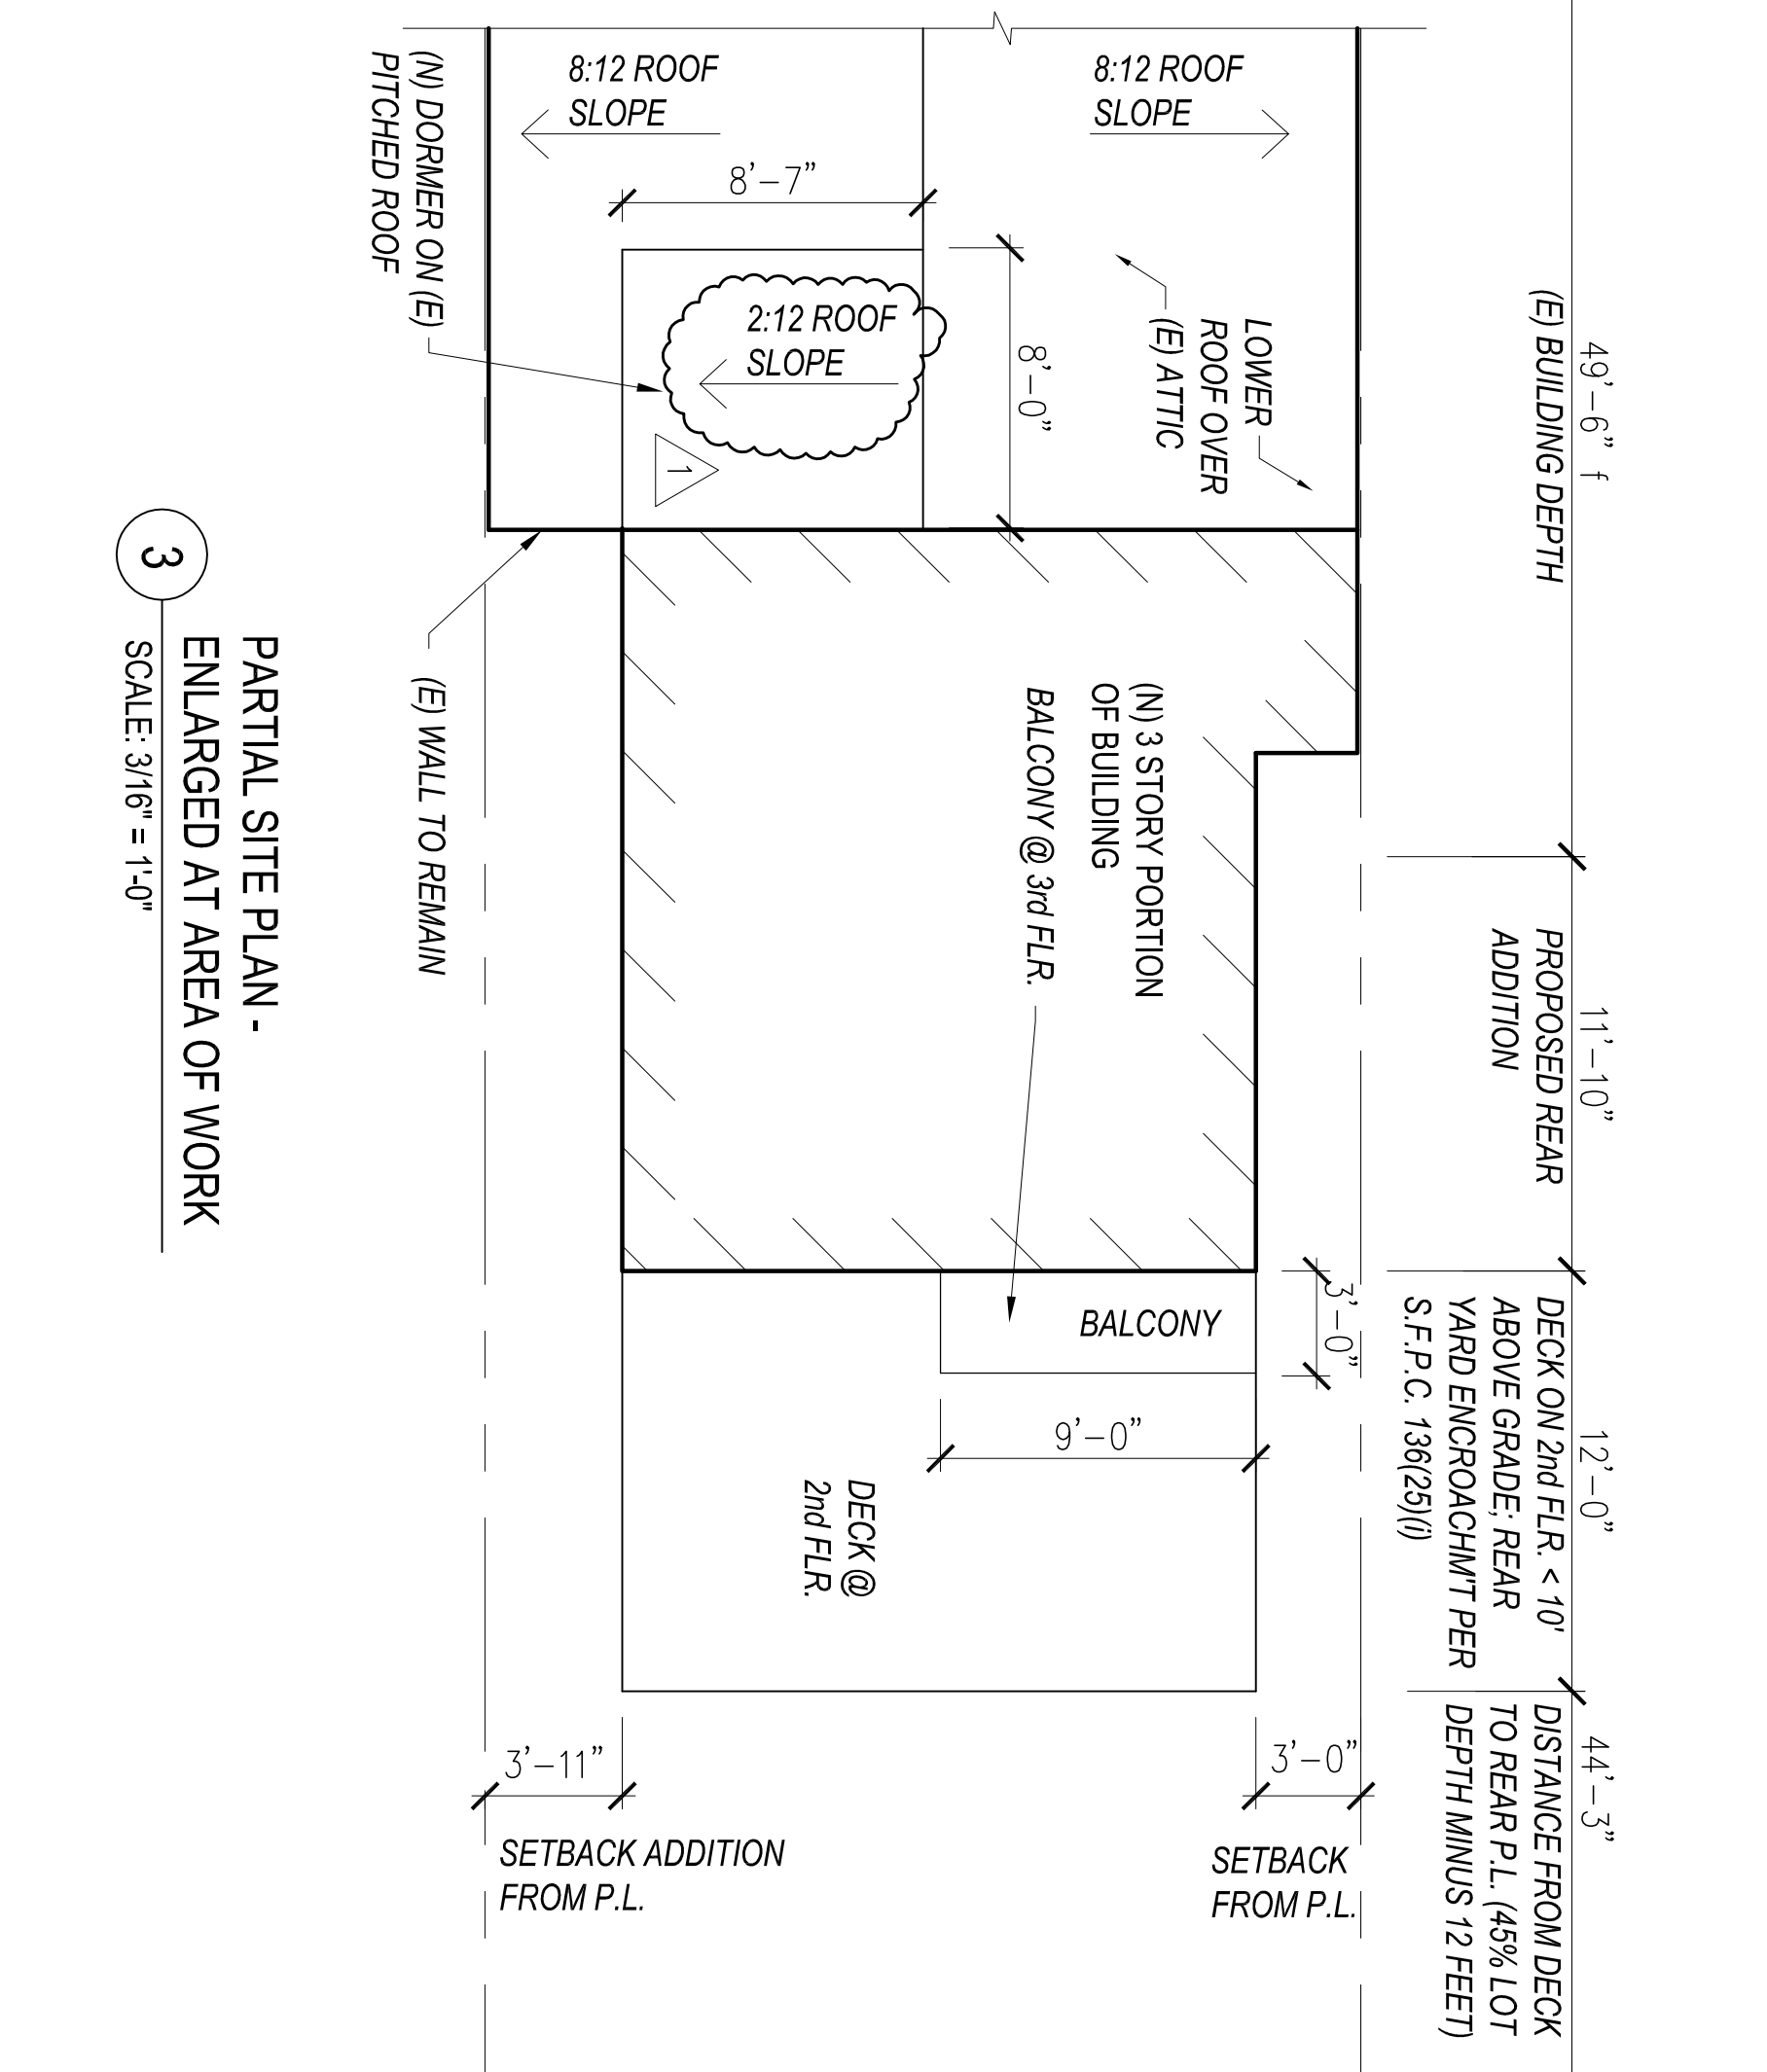 8:12 ROOF
SLOPE
8:12 ROOF
SLOPE
(N) DORMER ON (E)
PITCHED ROOF
8'-7"
2:12 ROOF
SLOPE
1
8'-0"
LOWER
ROOF OVER
(E) ATTIC
49'-6" f
(E) BUILDING DEPTH
11'-10"
PROPOSED REAR
ADDITION
12'-0"
DECK ON 2nd FLR. < 10'
ABOVE GRADE; REAR
YARD ENCROACHM'T PER
S.F.P.C. 136(25)(i)
44'-3"
DISTANCE FROM DECK
TO REAR P.L. (45% LOT
DEPTH MINUS 12 FEET)
(N) 3 STORY PORTION
OF BUILDING
BALCONY @ 3rd FLR.
(E) WALL TO REMAIN
BALCONY
3'-0"
9'-0"
DECK @
2nd FLR.
3'-11"
SETBACK ADDITION
FROM P.L.
3'-0"
SETBACK
FROM P.L.
3
PARTIAL SITE PLAN -
ENLARGED AT AREA OF WORK
SCALE: 3/16" = 1'-0"